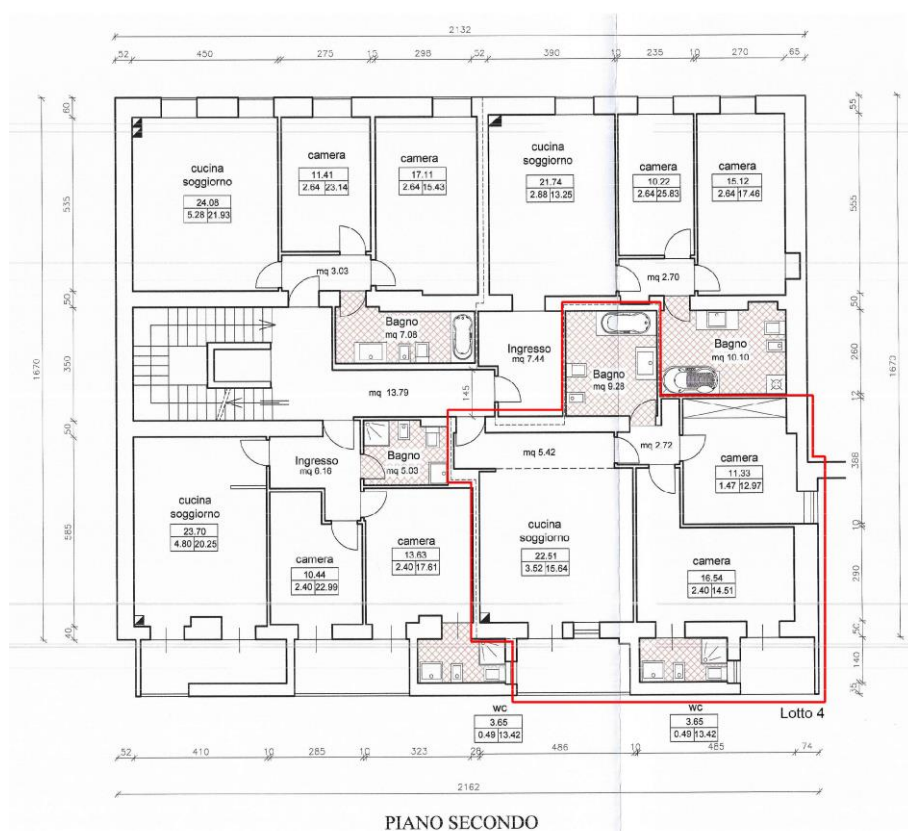 2132
52 450 275 15 298 52 390 10 235 10 270 65
60 535 50 350 50 585 40
1670
55 555 50 260 12 368 10 290 50 140 35
1673
cucina
soggiorno
24.08
5.28 21.93
camera
11.41
2.64 23.14
camera
17.11
2.64 15.43
cucina
soggiorno
21.74
2.88 13.25
camera
10.22
2.64 25.83
camera
15.12
2.64 17.46
mq 3.03
mq 2.70
Bagno
mq 7.08
Ingresso
mq 7.44
Bagno
mq 9.28
Bagno
mq 10.10
mq 13.79
145
Ingresso
mq 6.16
Bagno
mq 5.03
mq 5.42
mq 2.72
camera
11.33
1.47 12.97
cucina
soggiorno
23.70
4.80 20.25
camera
10.44
2.40 22.99
camera
13.63
2.40 17.61
cucina
soggiorno
22.51
3.52 15.64
camera
16.54
2.40 14.51
wc
3.65
0.49 13.42
wc
3.65
0.49 13.42
Lotto 4
52 410 10 285 10 323 28 486 10 485 74
2162
PIANO SECONDO